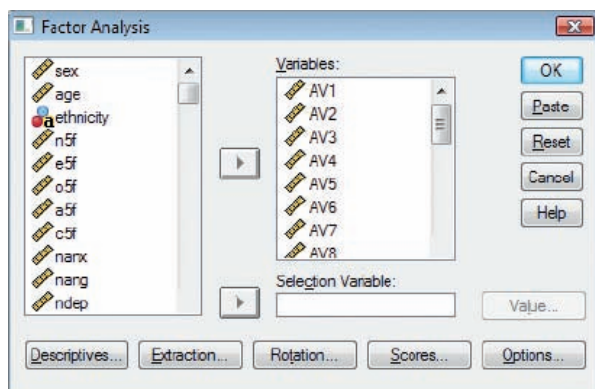 Factor Analysis
sex
age
ethnicity
n5f
e5f
o5f
a5f
c5f
nanx
nang
ndep
Variables:
AV1
AV2
AV3
AV4
AV5
AV6
AV7
AV8
Selection Variable:
OK
Paste
Reset
Cancel
Help
Value...
Descriptives...
Extraction...
Rotation...
Scores...
Options...